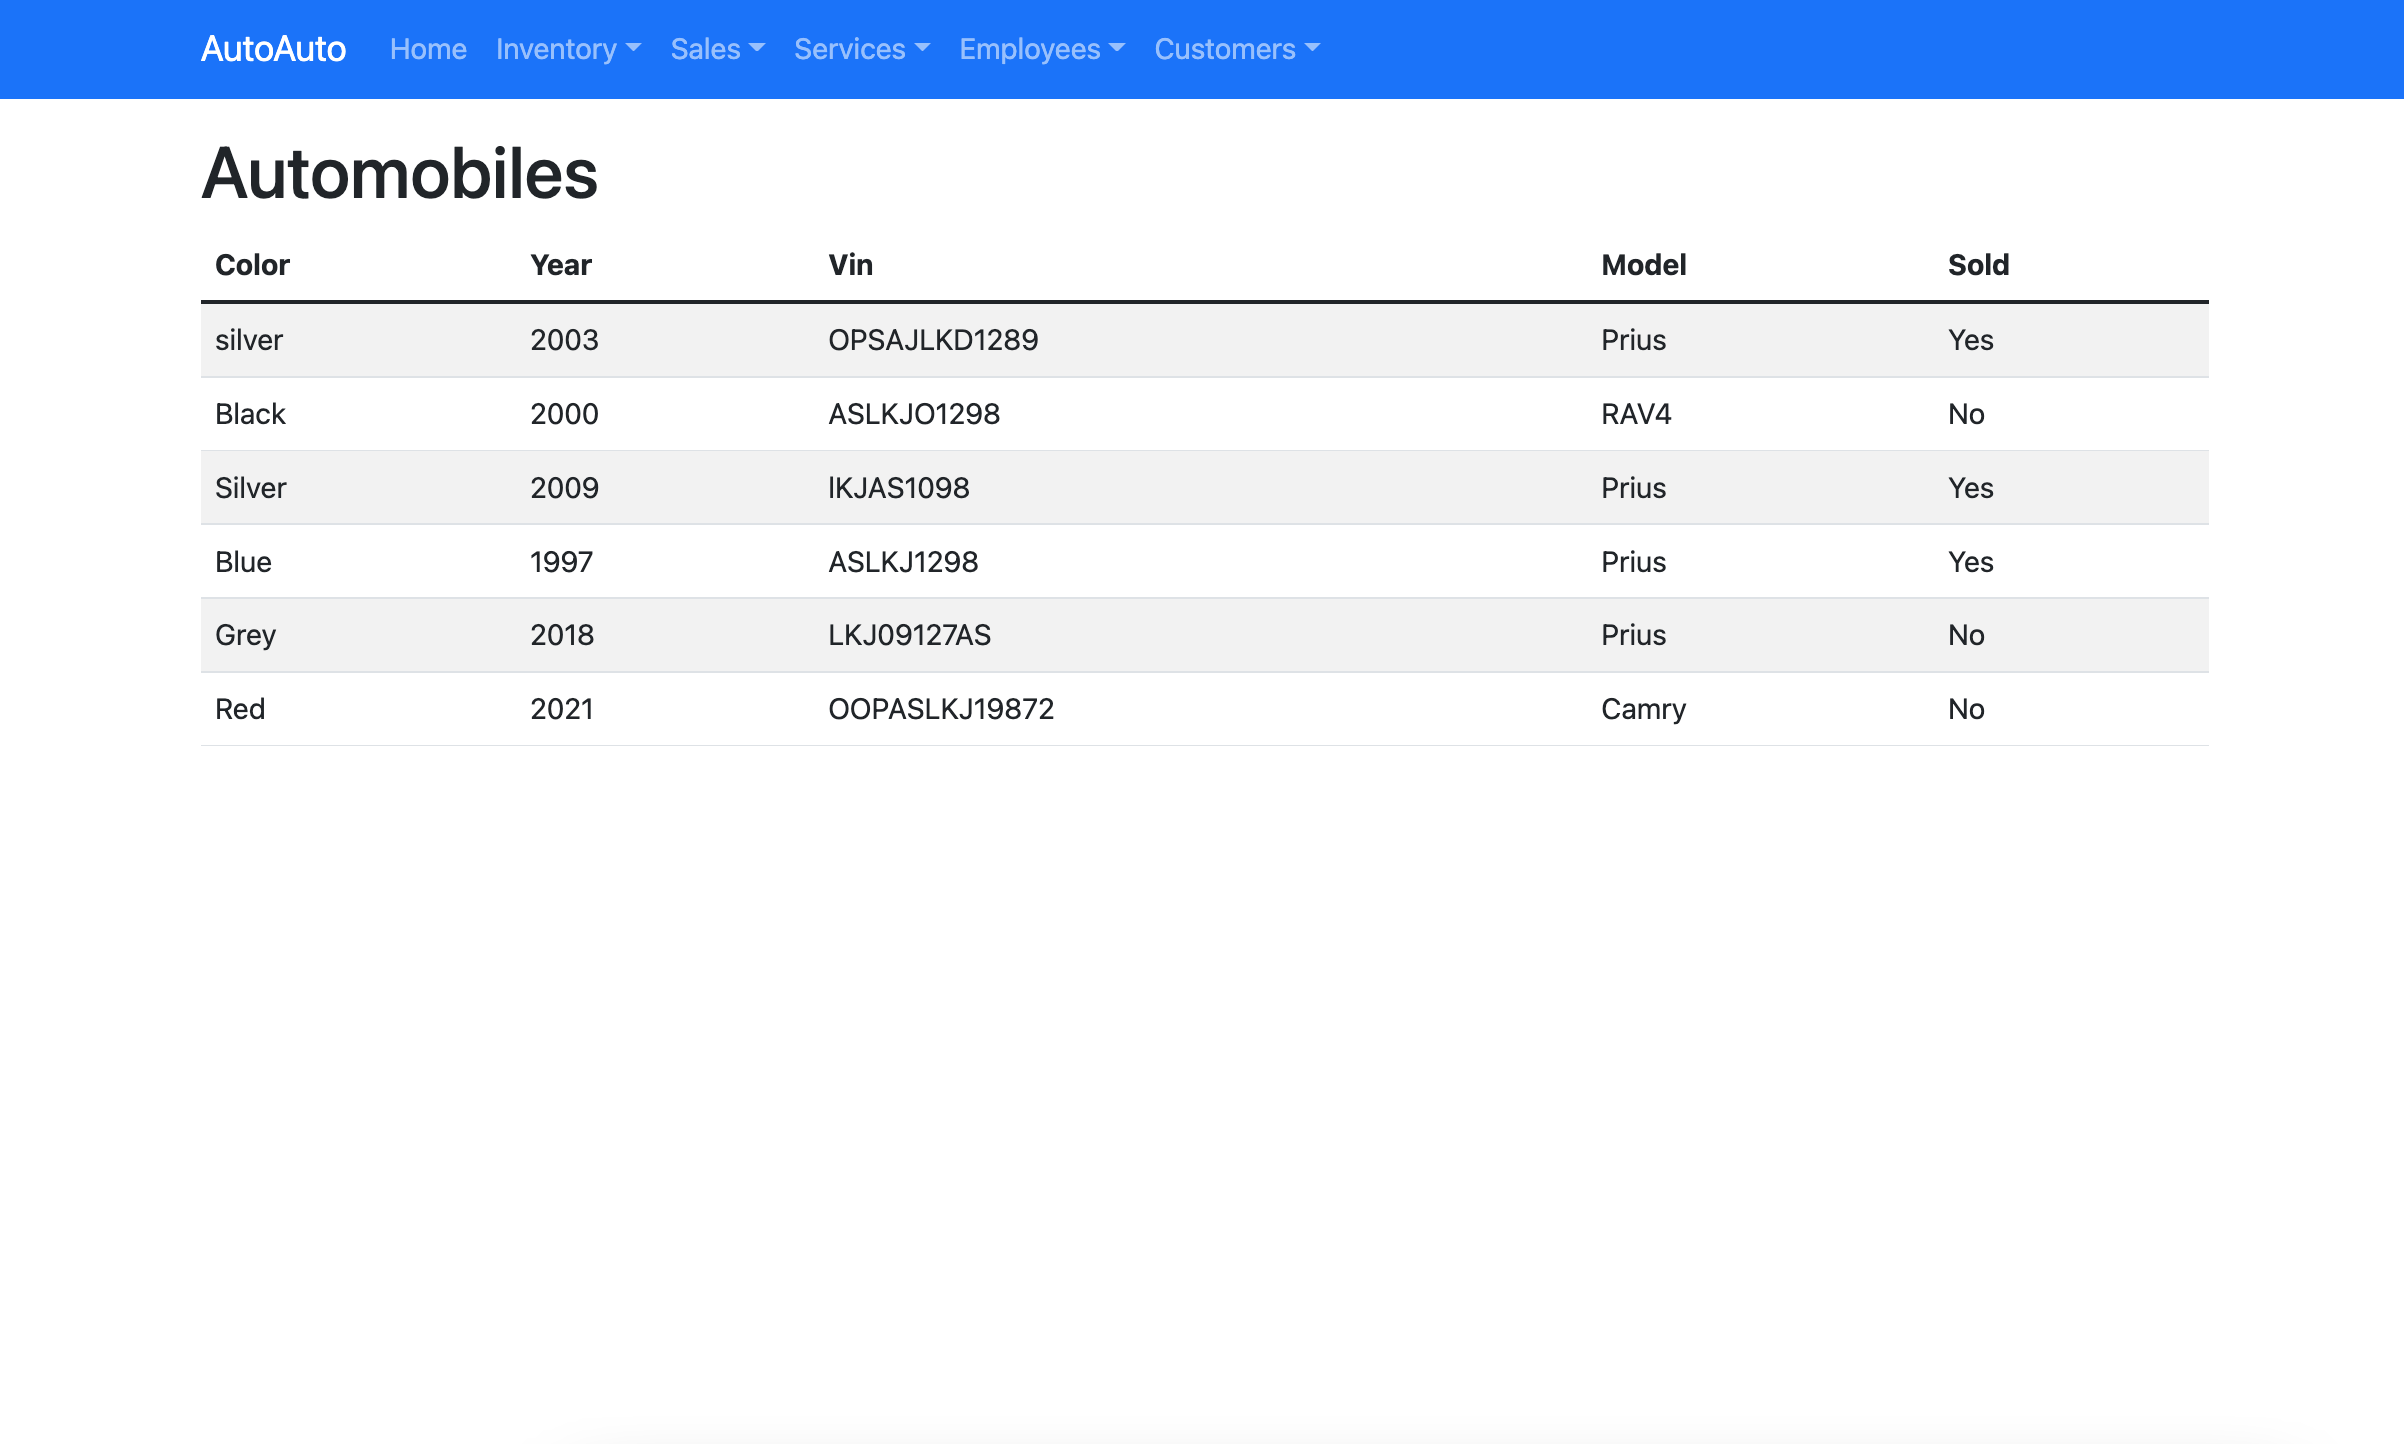 AutoAuto Home Inventory Sales Services Employees Customers
Automobiles
Color Year Vin Model Sold
silver 2003 OPSAJLKD1289 Prius Yes
Black 2000 ASLKJO1298 RAV4 No
Silver 2009 lKJAS1098 Prius Yes
Blue 1997 ASLKJ1298 Prius Yes
Grey 2018 LKJ09127AS Prius No
Red 2021 OOPASLKJ19872 Camry No